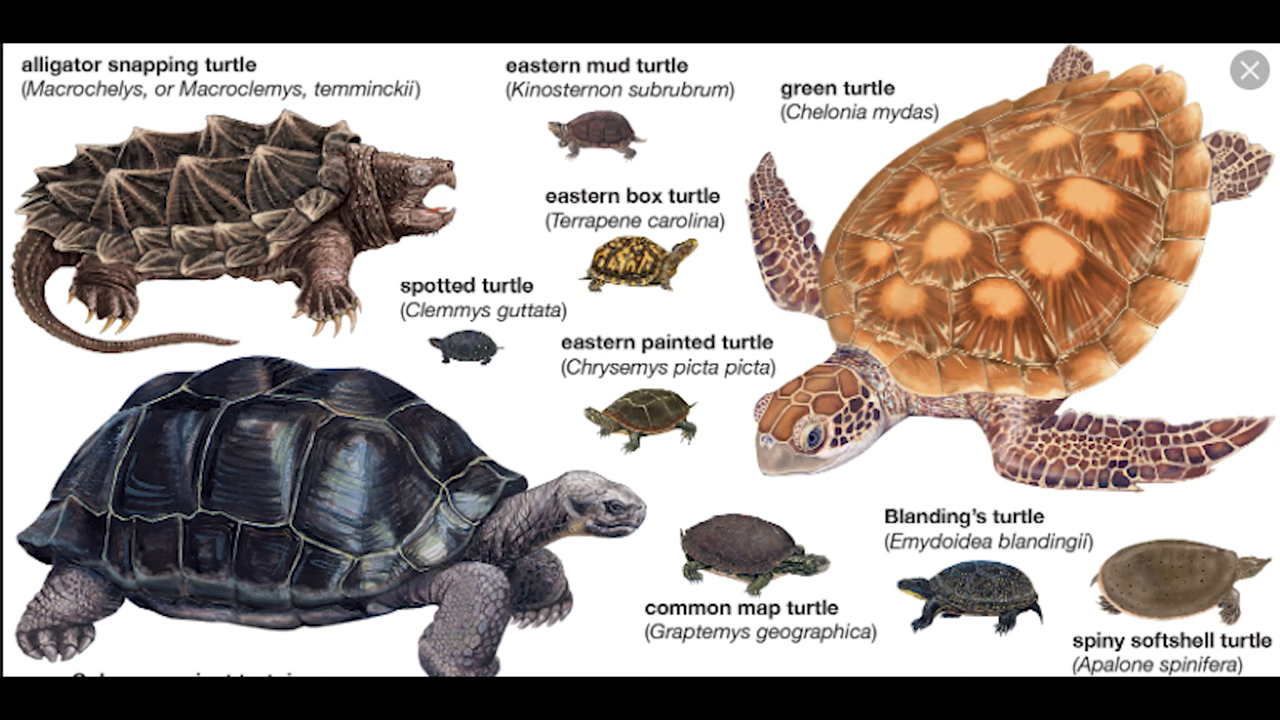 alligator snapping turtle
(Macrochelys, or Macroclemys, temminckii)
eastern mud turtle
(Kinosternon subrubrum)
green turtle
(Chelonia mydas)
eastern box turtle
(Terrapene carolina)
spotted turtle
(Clemmys guttata)
eastern painted turtle
(Chrysemys picta picta)
Blanding's turtle
(Emydoidea blandingii)
common map turtle
(Graptemys geographica)
spiny softshell turtle
(Apalone spinifera)